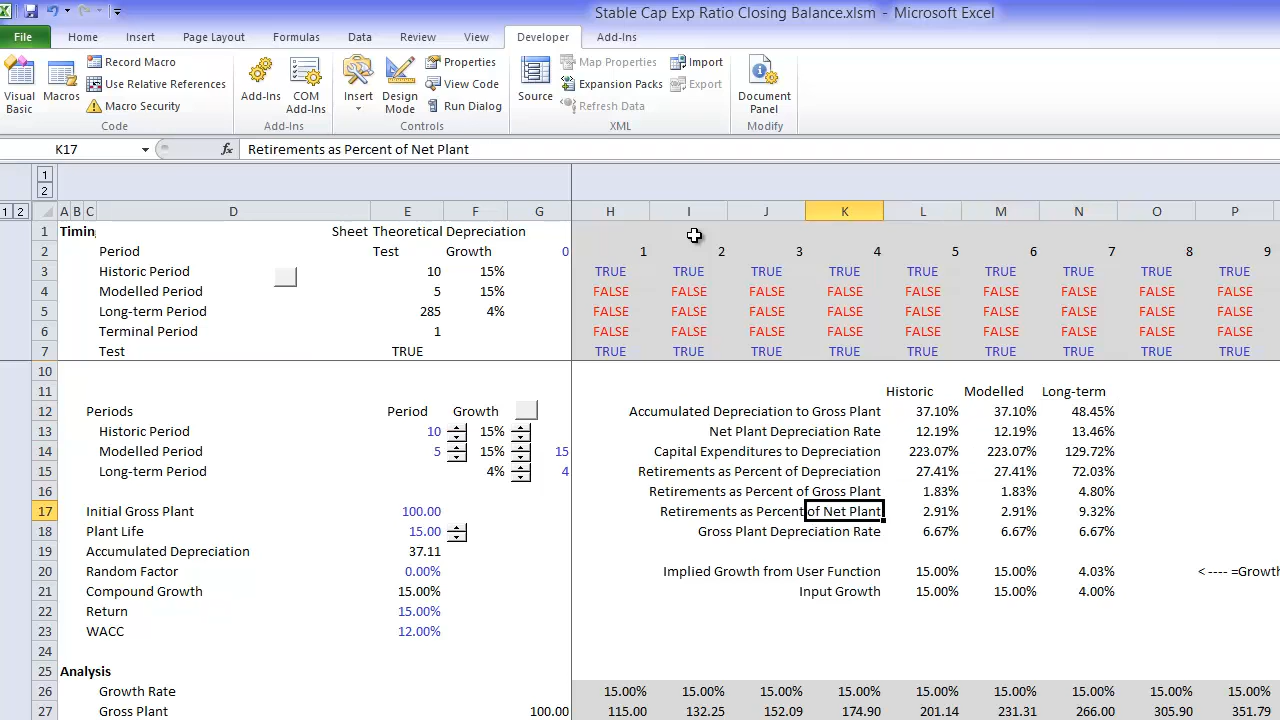 Stable Cap Exp Ratio Closing Balance.xlsm - Microsoft Excel
File Home Insert Page Layout Formulas Data Review View Developer Add-Ins
Visual Basic Macros Record Macro Use Relative References Macro Security Code
Add-Ins COM Add-Ins Add-Ins
Insert Design Mode Properties View Code Run Dialog Controls
Source Map Properties Expansion Packs Refresh Data Import Export XML
Document Panel Modify
K17 fx Retirements as Percent of Net Plant
1
2
1 2 A B C D E F G H I J K L M N O P
1 Timin Sheet Theoretical Depreciation
2 Period Test Growth 0 1 2 3 4 5 6 7 8 9
3 Historic Period 10 15% TRUE TRUE TRUE TRUE TRUE TRUE TRUE TRUE TRUE
4 Modelled Period 5 15% FALSE FALSE FALSE FALSE FALSE FALSE FALSE FALSE FALSE
5 Long-term Period 285 4% FALSE FALSE FALSE FALSE FALSE FALSE FALSE FALSE FALSE
6 Terminal Period 1 FALSE FALSE FALSE FALSE FALSE FALSE FALSE FALSE FALSE
7 Test TRUE TRUE TRUE TRUE TRUE TRUE TRUE TRUE TRUE TRUE
10
11 Historic Modelled Long-term
12 Periods Period Growth Accumulated Depreciation to Gross Plant 37.10% 37.10% 48.45%
13 Historic Period 10 15% Net Plant Depreciation Rate 12.19% 12.19% 13.46%
14 Modelled Period 5 15% 15 Capital Expenditures to Depreciation 223.07% 223.07% 129.72%
15 Long-term Period 4% 4 Retirements as Percent of Depreciation 27.41% 27.41% 72.03%
16 Retirements as Percent of Gross Plant 1.83% 1.83% 4.80%
17 Initial Gross Plant 100.00 Retirements as Percent of Net Plant 2.91% 2.91% 9.32%
18 Plant Life 15.00 Gross Plant Depreciation Rate 6.67% 6.67% 6.67%
19 Accumulated Depreciation 37.11
20 Random Factor 0.00% Implied Growth from User Function 15.00% 15.00% 4.03% < ---- =Growth
21 Compound Growth 15.00% Input Growth 15.00% 15.00% 4.00%
22 Return 15.00%
23 WACC 12.00%
24
25 Analysis
26 Growth Rate 15.00% 15.00% 15.00% 15.00% 15.00% 15.00% 15.00% 15.00% 15.00%
27 Gross Plant 100.00 115.00 132.25 152.09 174.90 201.14 231.31 266.00 305.90 351.79